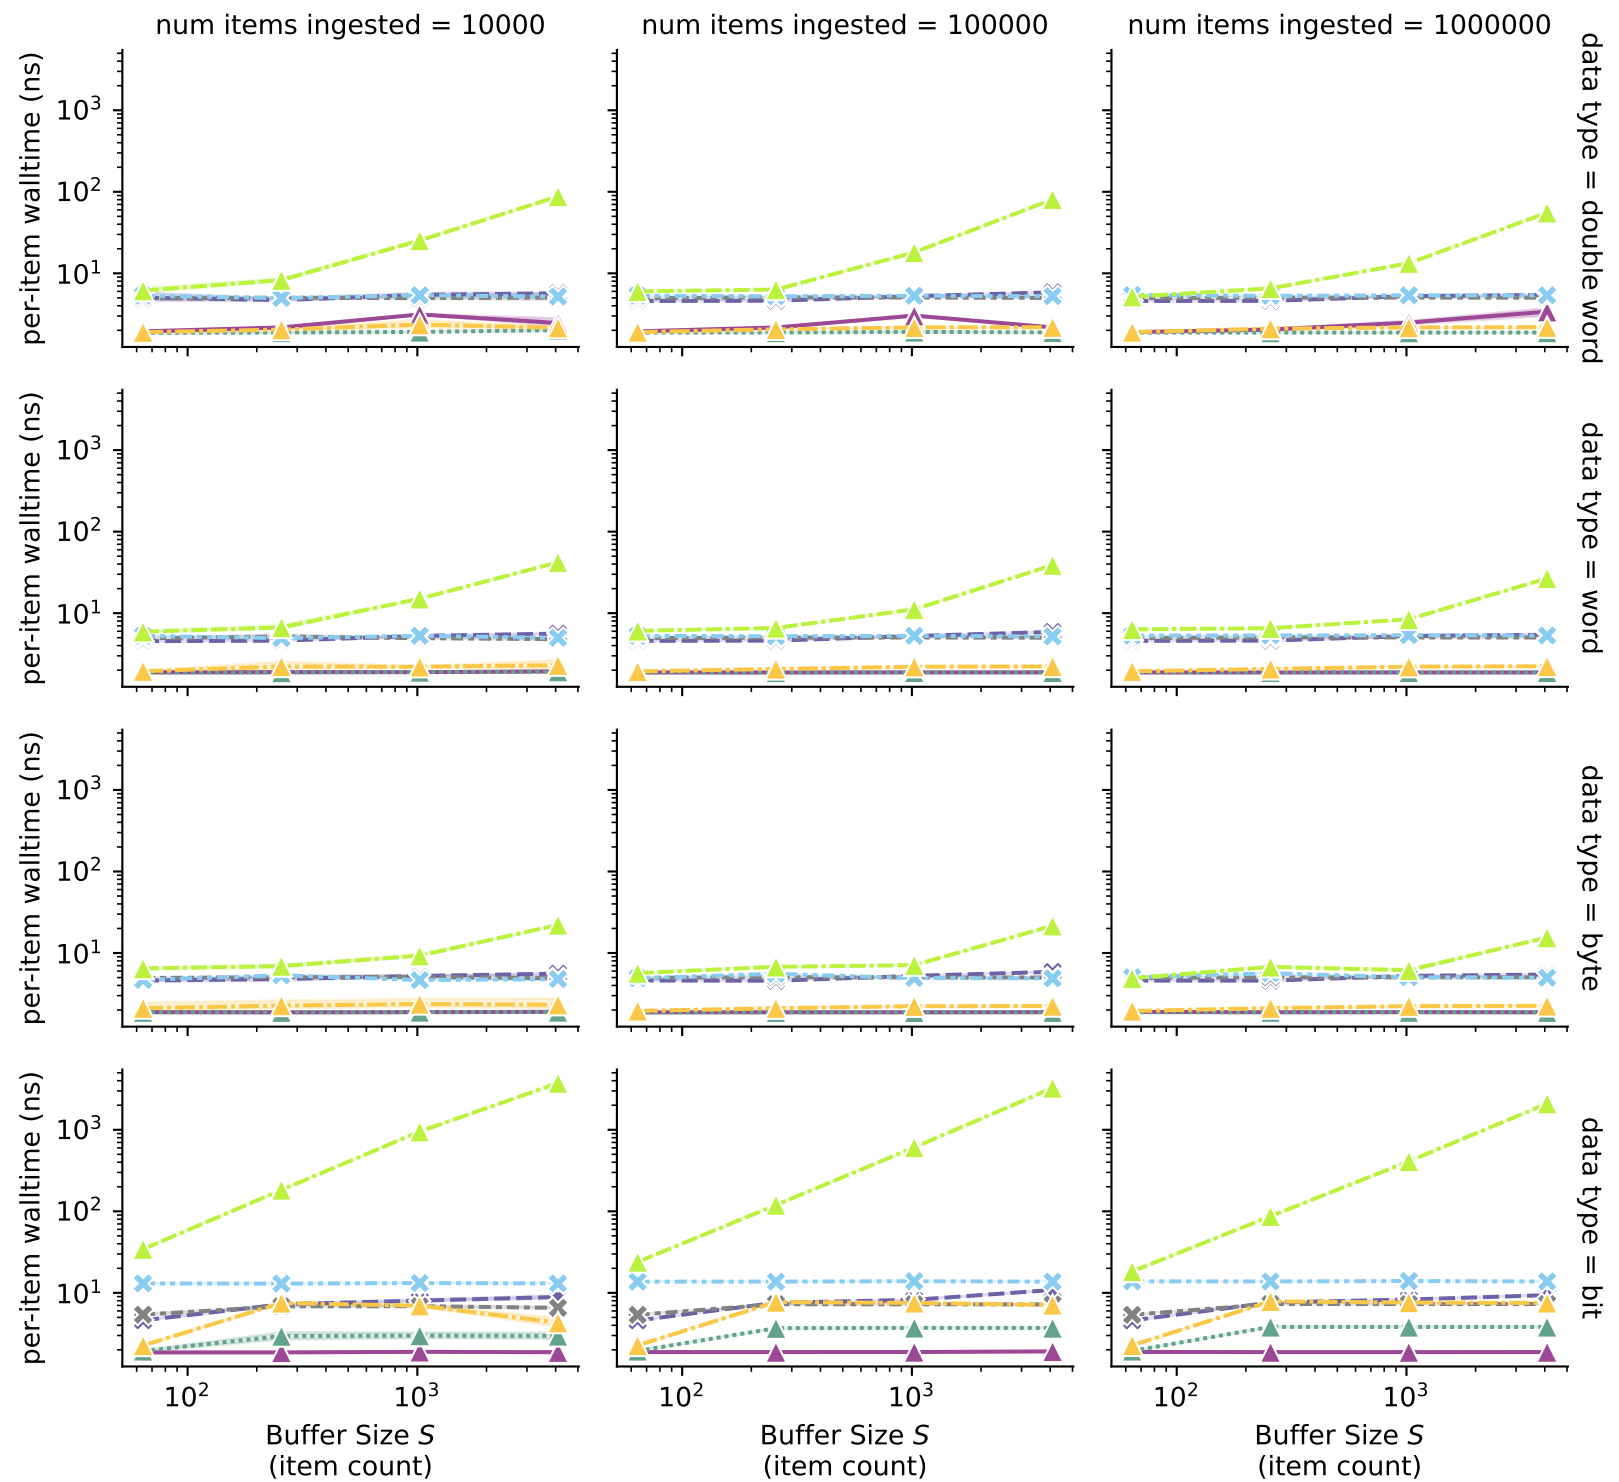 num items ingested = 10000
num items ingested = 100000
num items ingested = 1000000
per-item walltime (ns)
10³
10²
10¹
data type = double word
per-item walltime (ns)
10³
10²
10¹
data type = word
per-item walltime (ns)
10³
10²
10¹
data type = byte
per-item walltime (ns)
10³
10²
10¹
data type = bit
10² 10³
10² 10³
10² 10³
Buffer Size S
(item count)
Buffer Size S
(item count)
Buffer Size S
(item count)